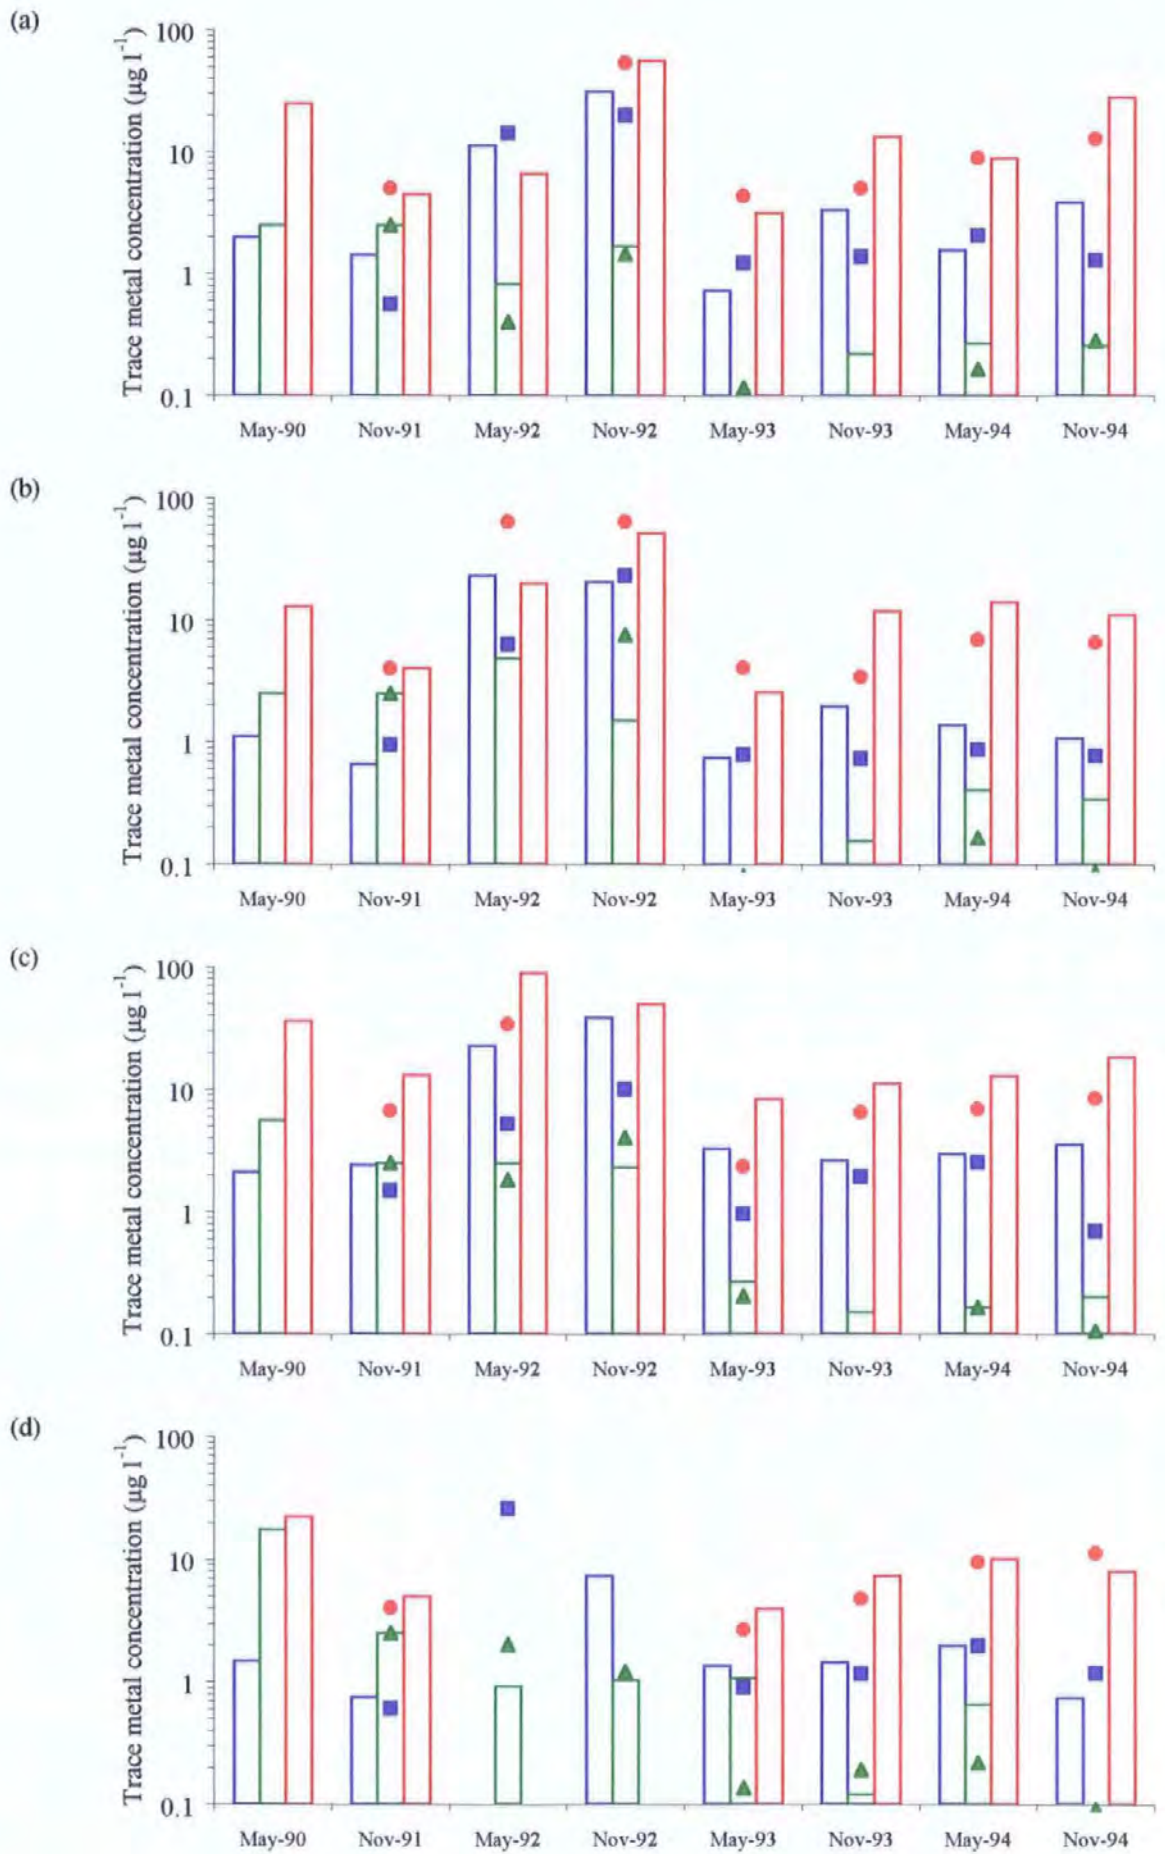 (a)
Trace metal concentration (µg l⁻¹)
100
10
1
0.1
May-90 Nov-91 May-92 Nov-92 May-93 Nov-93 May-94 Nov-94
(b)
Trace metal concentration (µg l⁻¹)
100
10
1
0.1
May-90 Nov-91 May-92 Nov-92 May-93 Nov-93 May-94 Nov-94
(c)
Trace metal concentration (µg l⁻¹)
100
10
1
0.1
May-90 Nov-91 May-92 Nov-92 May-93 Nov-93 May-94 Nov-94
(d)
Trace metal concentration (µg l⁻¹)
100
10
1
0.1
May-90 Nov-91 May-92 Nov-92 May-93 Nov-93 May-94 Nov-94